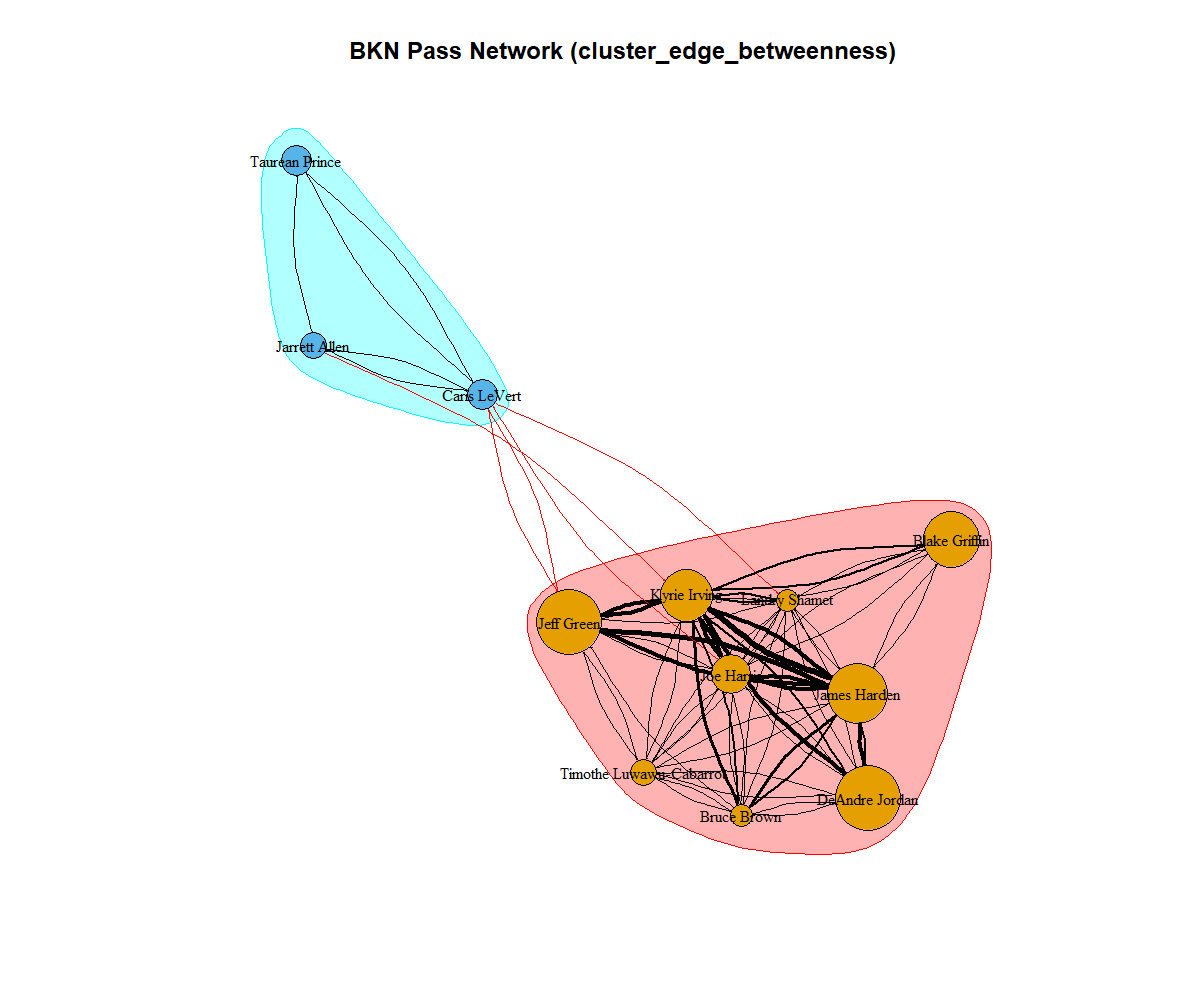 BKN Pass Network (cluster_edge_betweenness)
Taurean Prince
Jarrett Allen
Caris LeVert
Blake Griffin
Kyrie Irving
Landry Shamet
Jeff Green
Joe Harris
James Harden
Timothe Luwawu-Cabarrot
DeAndre Jordan
Bruce Brown